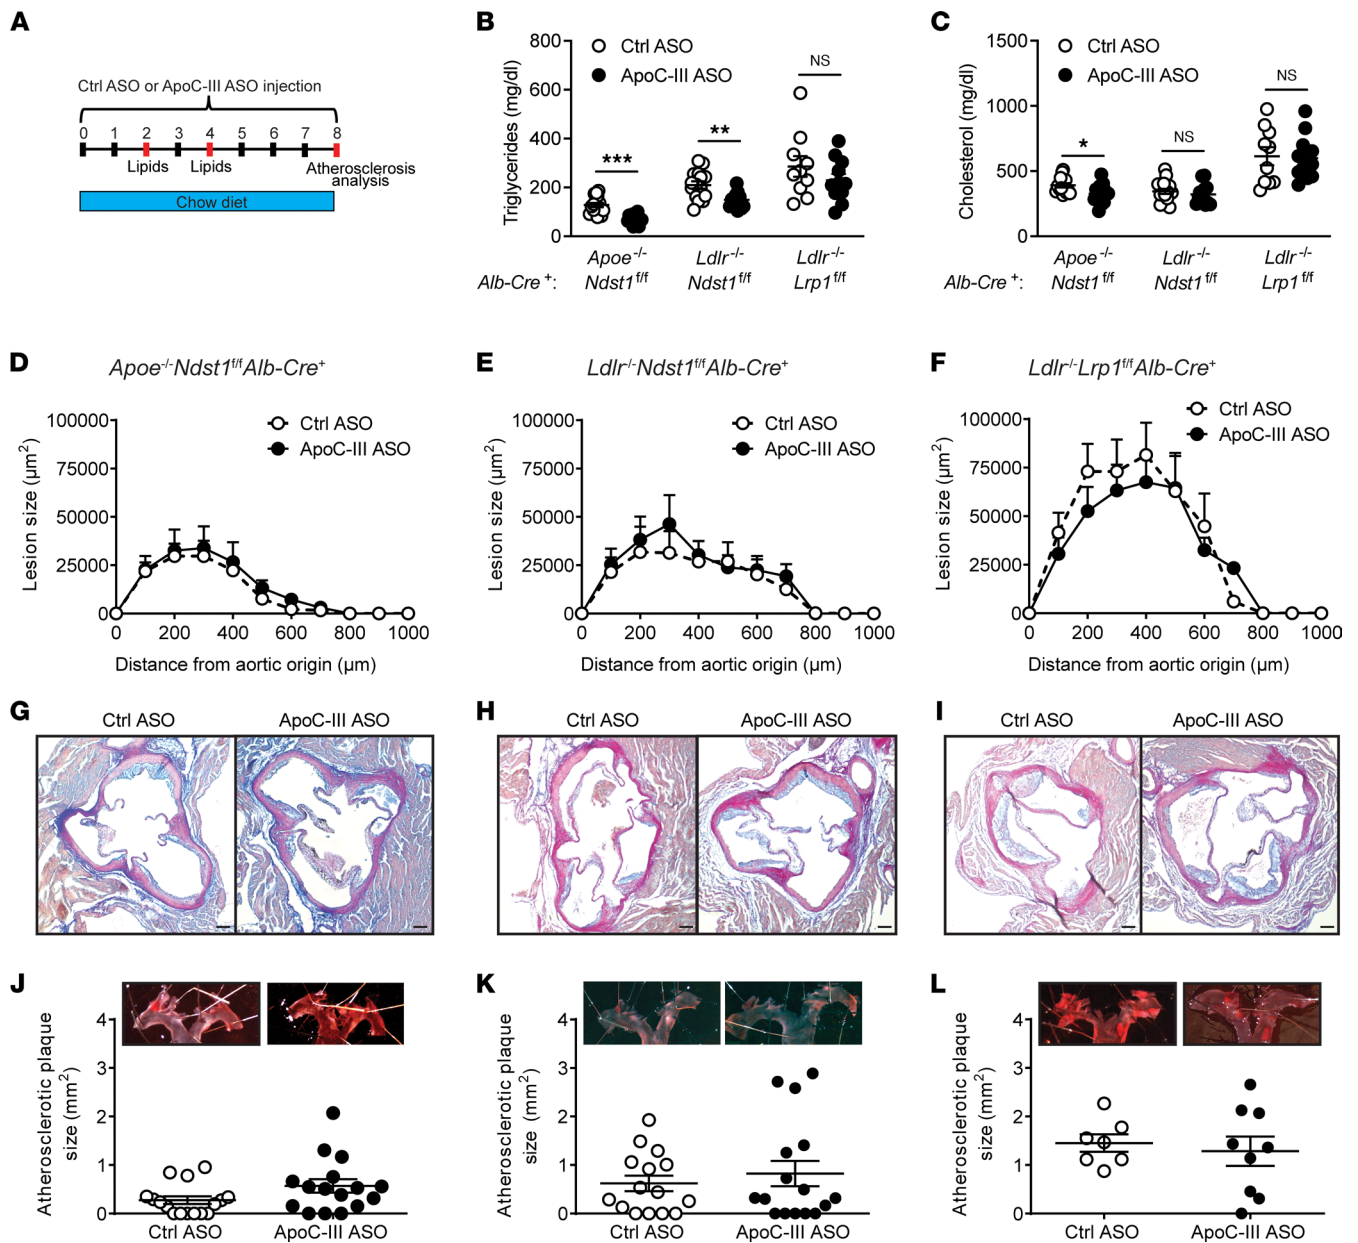 A
Ctrl ASO or ApoC-III ASO injection
0 1 2 3 4 5 6 7 8
Lipids Lipids Atherosclerosis
analysis
Chow diet
B
Triglycerides (mg/dl)
800
600
400
200
0
Ctrl ASO
ApoC-III ASO
***
**
NS
Apoe-/- Ldlr-/- Ldlr-/-
Alb-Cre+: Ndst1f/f Ndst1f/f Lrp1f/f
C
Cholesterol (mg/dl)
1500
1000
500
0
Ctrl ASO
ApoC-III ASO
*
NS
NS
Apoe-/- Ldlr-/- Ldlr-/-
Alb-Cre+: Ndst1f/f Ndst1f/f Lrp1f/f
D
Apoe-/-Ndst1f/fAlb-Cre+
Lesion size (µm2)
100000
75000
50000
25000
0
Ctrl ASO
ApoC-III ASO
0 200 400 600 800 1000
Distance from aortic origin (µm)
E
Ldlr-/-Ndst1f/fAlb-Cre+
Lesion size (µm2)
100000
75000
50000
25000
0
Ctrl ASO
ApoC-III ASO
0 200 400 600 800 1000
Distance from aortic origin (µm)
F
Ldlr-/-Lrp1f/fAlb-Cre+
Lesion size (µm2)
100000
75000
50000
25000
0
Ctrl ASO
ApoC-III ASO
0 200 400 600 800 1000
Distance from aortic origin (µm)
G
Ctrl ASO ApoC-III ASO
H
Ctrl ASO ApoC-III ASO
I
Ctrl ASO ApoC-III ASO
J
Atherosclerotic plaque
size (mm2)
4
3
2
1
0
Ctrl ASO ApoC-III ASO
K
Atherosclerotic plaque
size (mm2)
4
3
2
1
0
Ctrl ASO ApoC-III ASO
L
Atherosclerotic plaque
size (mm2)
4
3
2
1
0
Ctrl ASO ApoC-III ASO